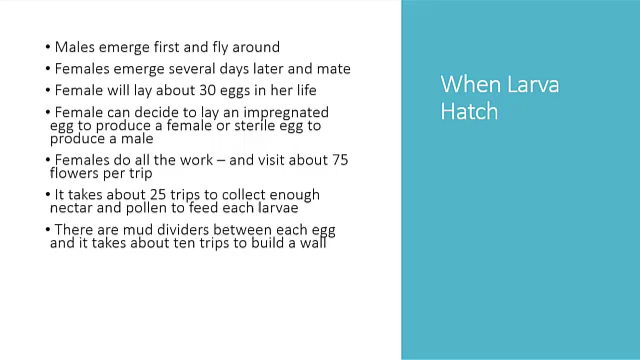 • Males emerge first and fly around
• Females emerge several days later and mate
• Female will lay about 30 eggs in her life
• Female can decide to lay an impregnated
egg to produce a female or sterile egg to
produce a male
• Females do all the work – and visit about 75
flowers per trip
• It takes about 25 trips to collect enough
nectar and pollen to feed each larvae
• There are mud dividers between each egg
and it takes about ten trips to build a wall
When Larva
Hatch